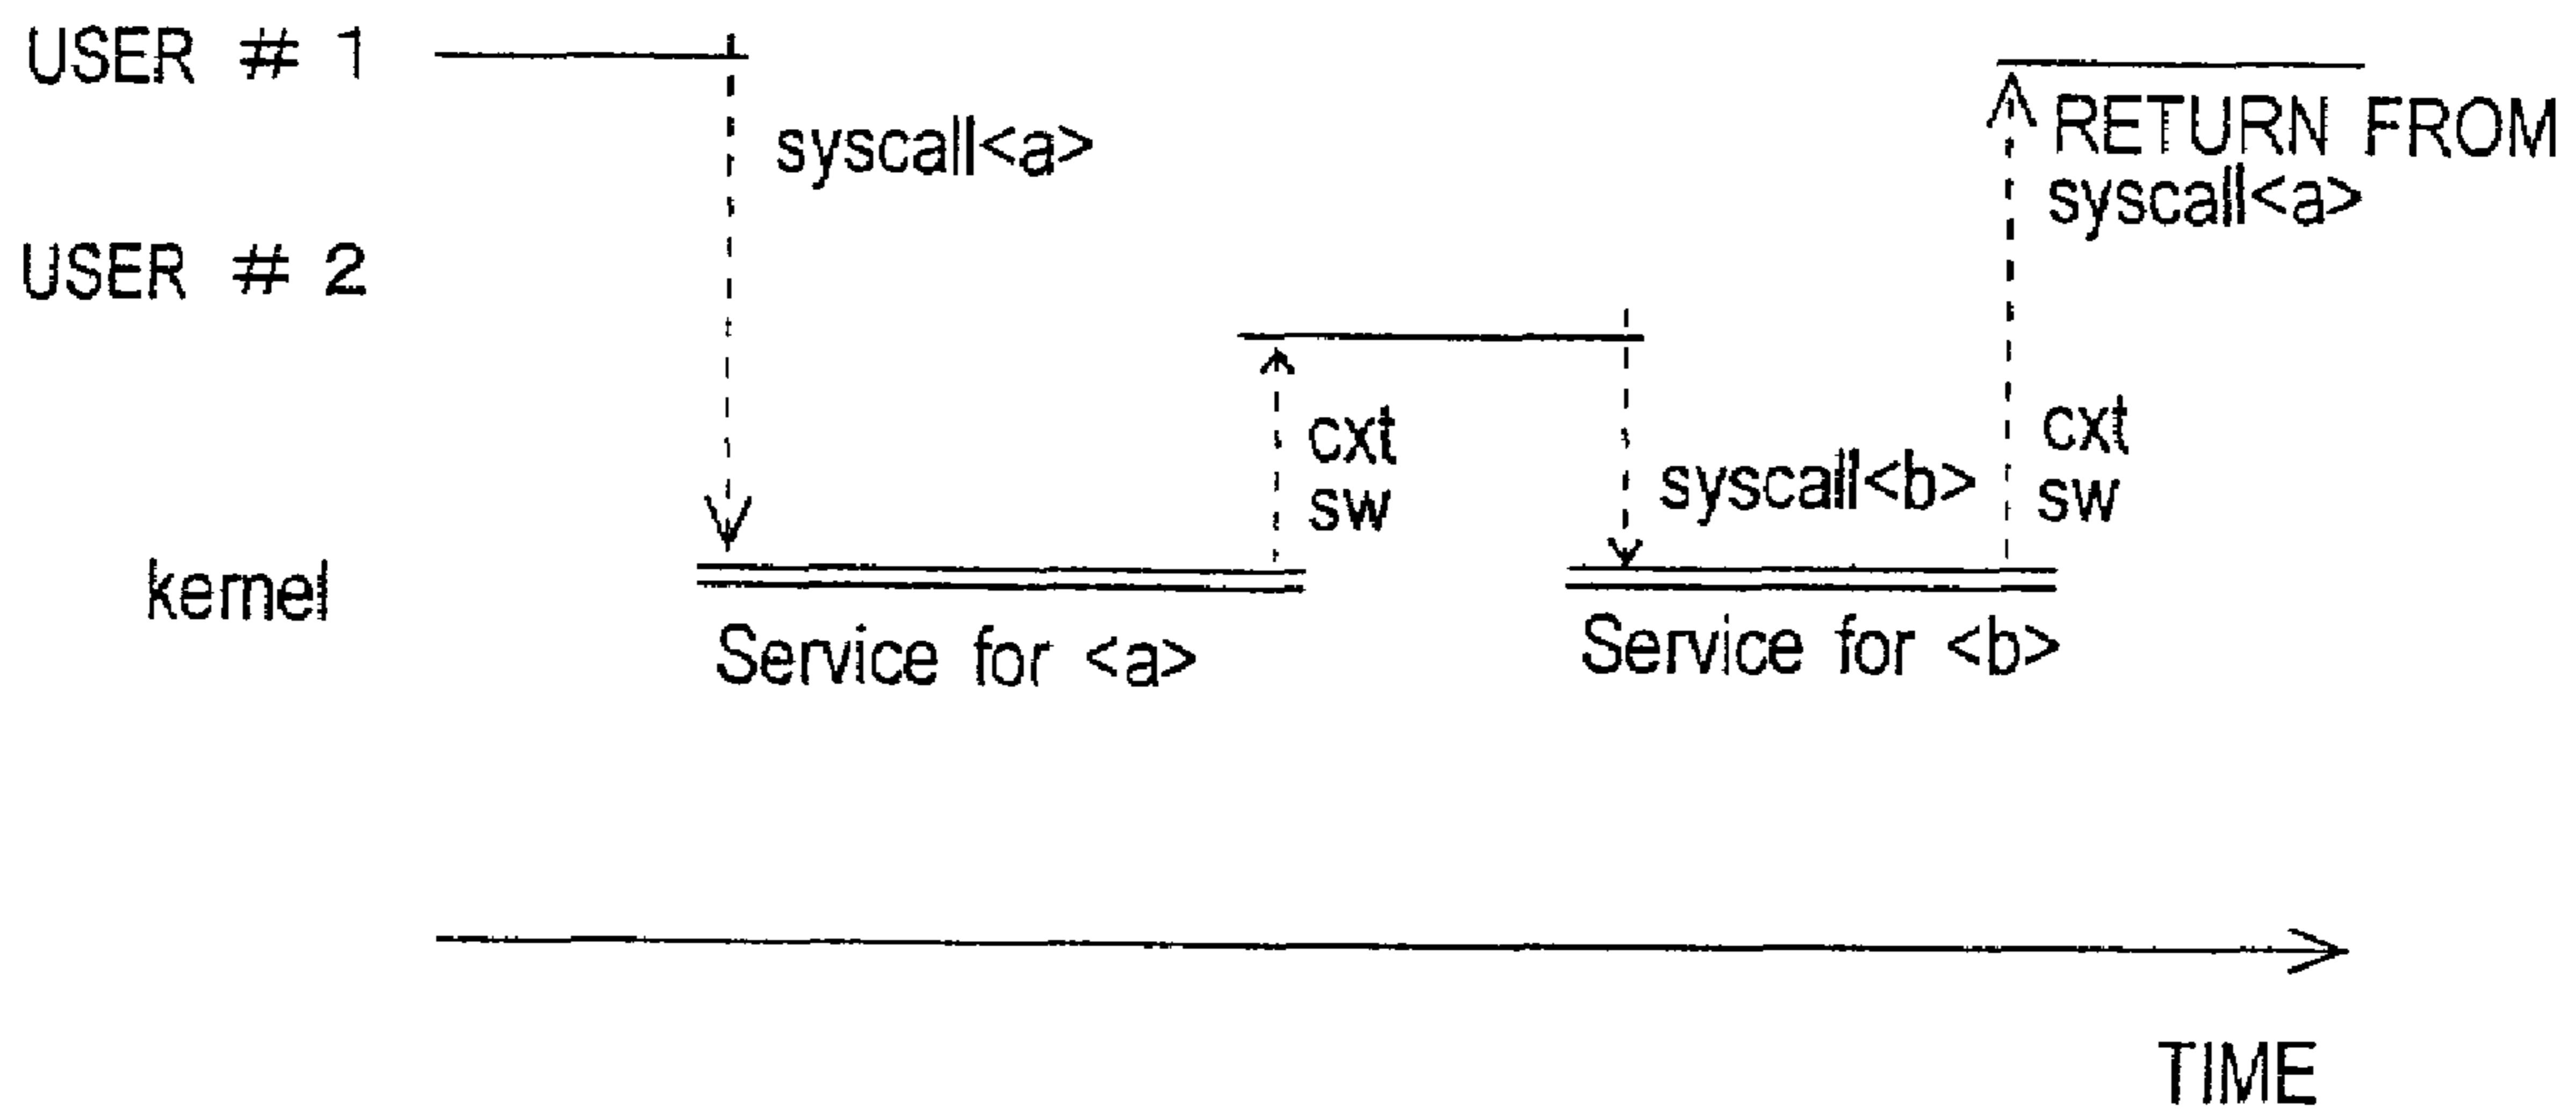 USER # 1
syscall<a>
RETURN FROM
syscall<a>
USER # 2
cxt
sw
syscall<b>
cxt
sw
kernel
Service for <a>
Service for <b>
TIME